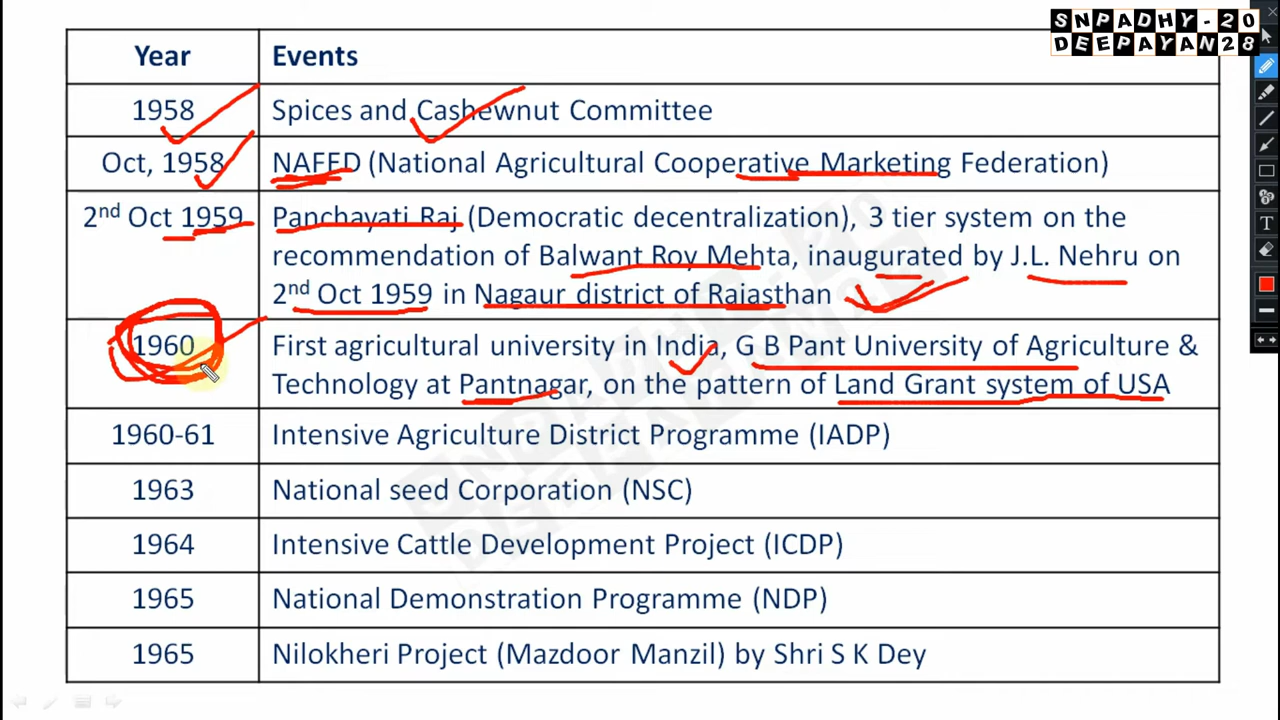 SNPADHY-20
DEEPAYAN28
Year Events
1958 Spices and Cashewnut Committee
Oct, 1958 NAFED (National Agricultural Cooperative Marketing Federation)
2nd Oct 1959 Panchayati Raj (Democratic decentralization), 3 tier system on the
recommendation of Balwant Roy Mehta, inaugurated by J.L. Nehru on
2nd Oct 1959 in Nagaur district of Rajasthan
1960 First agricultural university in India, G B Pant University of Agriculture &
Technology at Pantnagar, on the pattern of Land Grant system of USA
1960-61 Intensive Agriculture District Programme (IADP)
1963 National seed Corporation (NSC)
1964 Intensive Cattle Development Project (ICDP)
1965 National Demonstration Programme (NDP)
1965 Nilokheri Project (Mazdoor Manzil) by Shri S K Dey